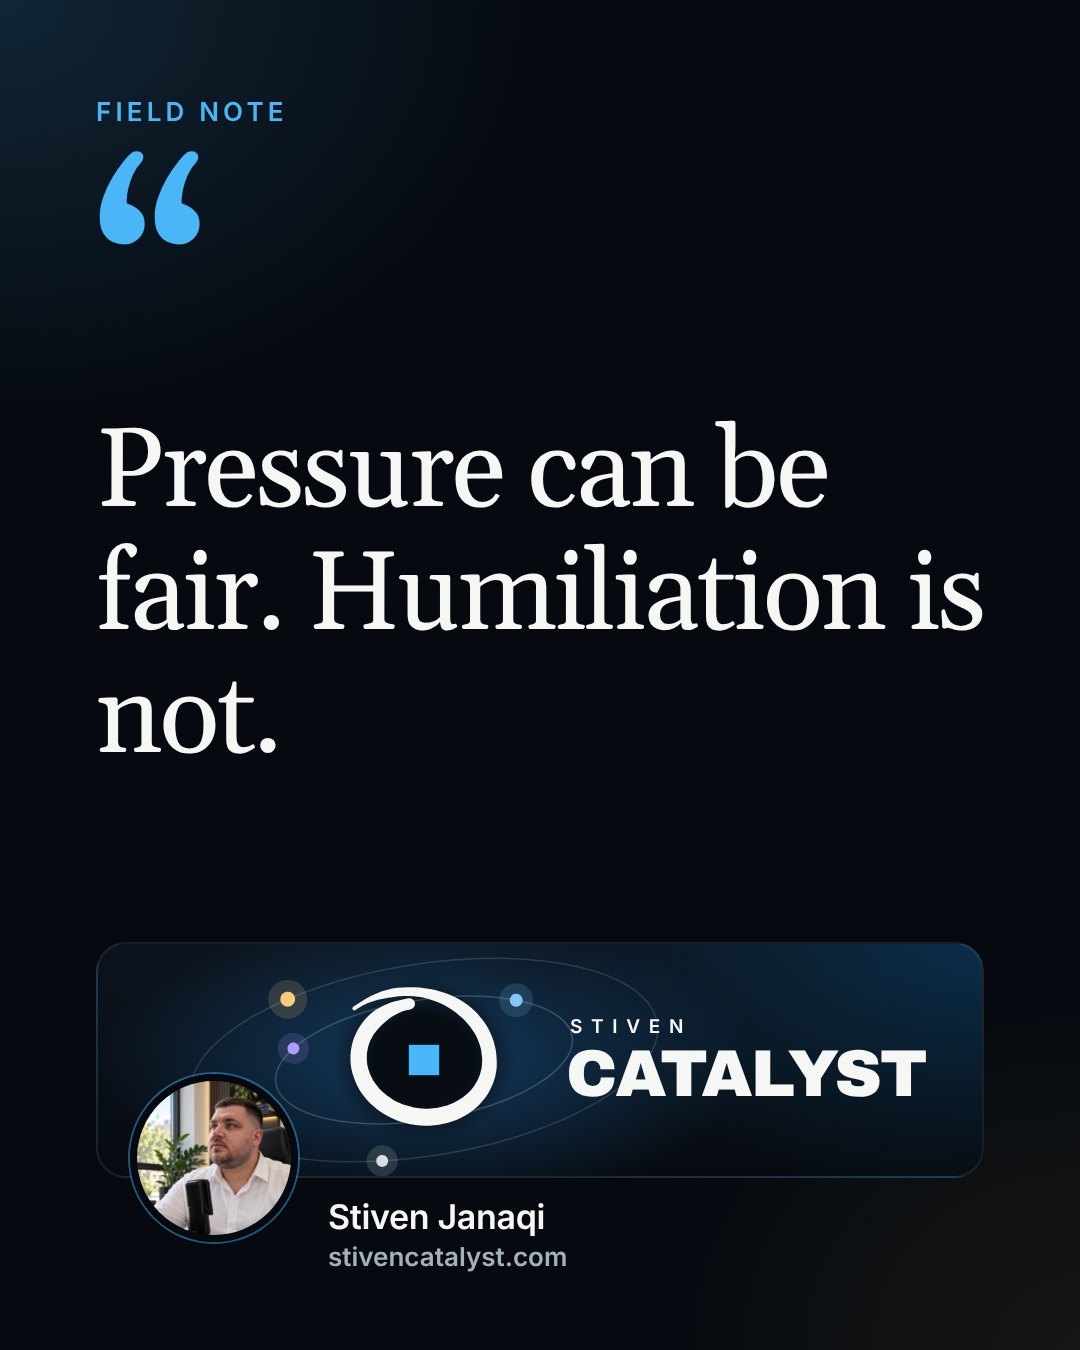 FIELD NOTE
“
Pressure can be
fair. Humiliation is
not.
STIVEN
CATALYST
Stiven Janaqi
stivencatalyst.com